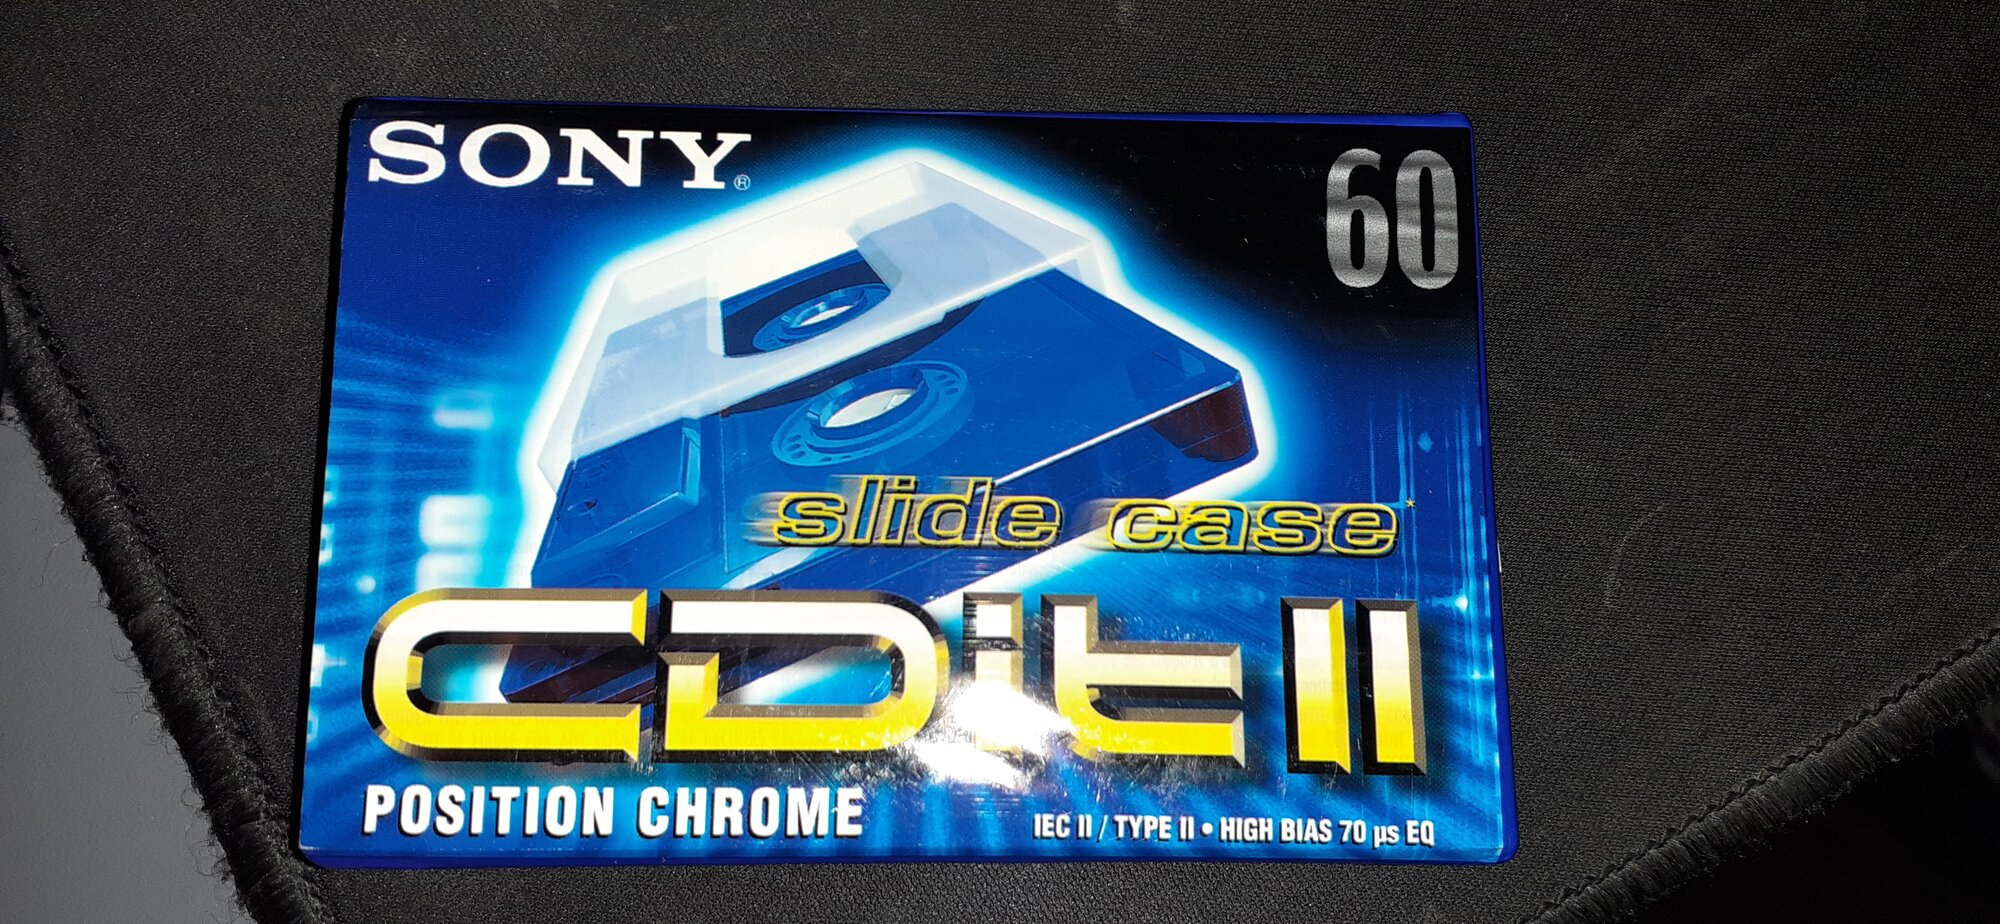 SONY®
60
slide case*
CDit II
POSITION CHROME
IEC II / TYPE II • HIGH BIAS 70 µs EQ